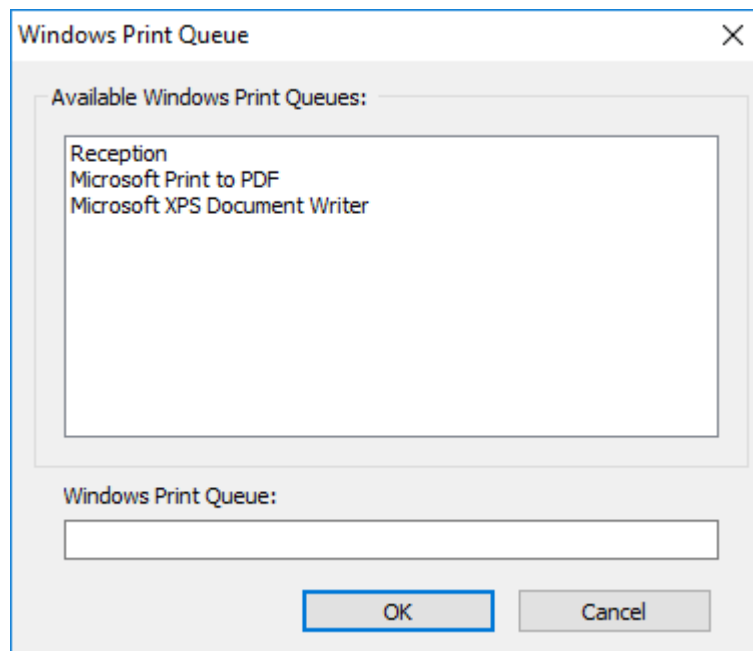 Windows Print Queue
Available Windows Print Queues:
Reception
Microsoft Print to PDF
Microsoft XPS Document Writer
Windows Print Queue:
OK
Cancel